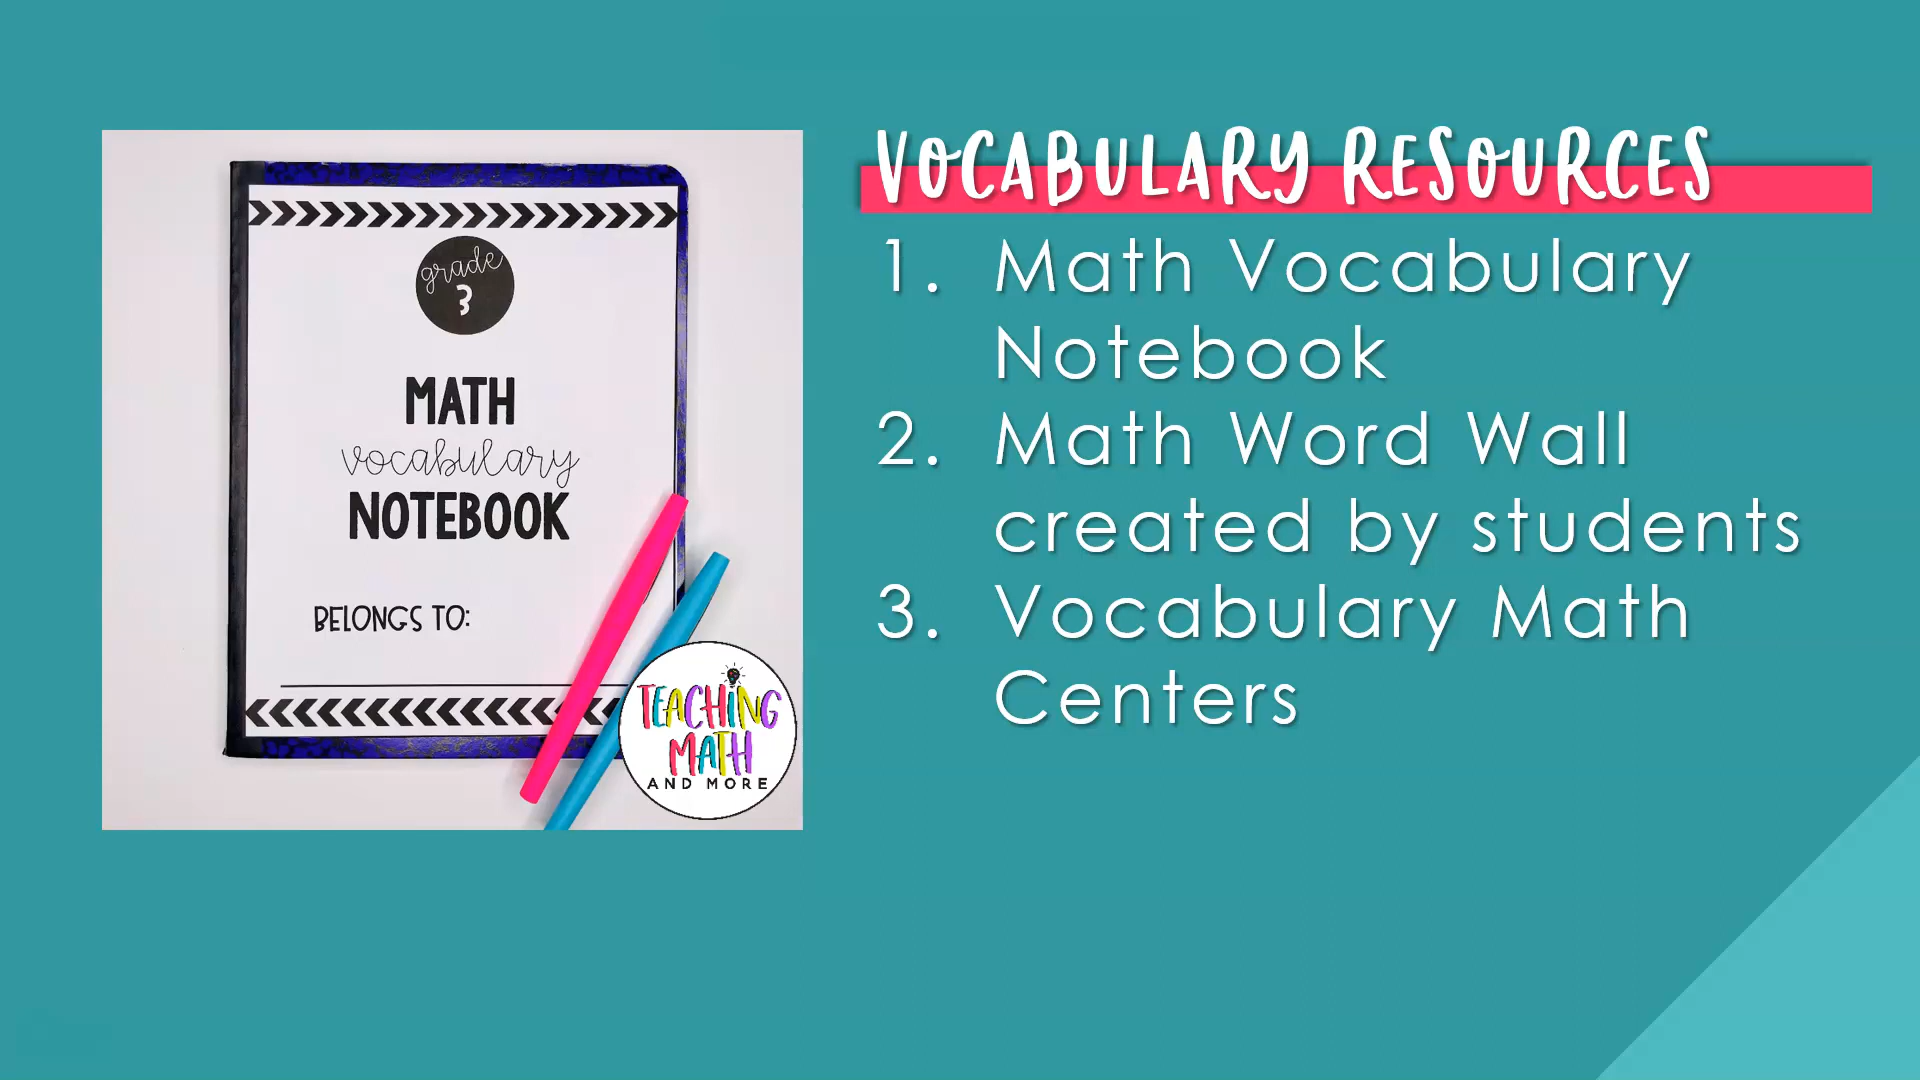 grade
3
MATH
vocabulary
NOTEBOOK
BELONGS TO:
TEACHING
MATH
AND MORE
VOCABULARY RESOURCES
1. Math Vocabulary
Notebook
2. Math Word Wall
created by students
3. Vocabulary Math
Centers